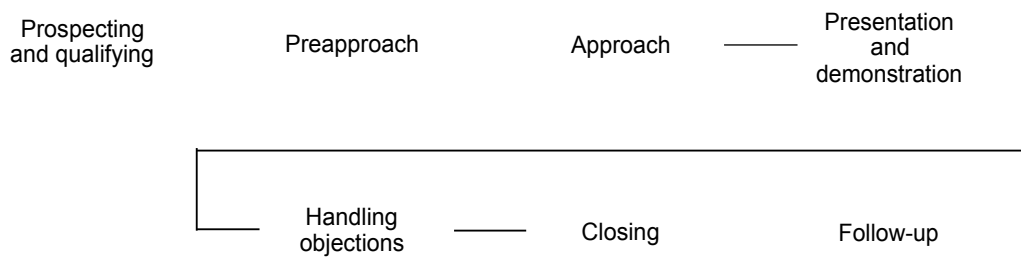 Prospecting
and qualifying
Preapproach
Approach
Presentation
and
demonstration
Handling
objections
Closing
Follow-up